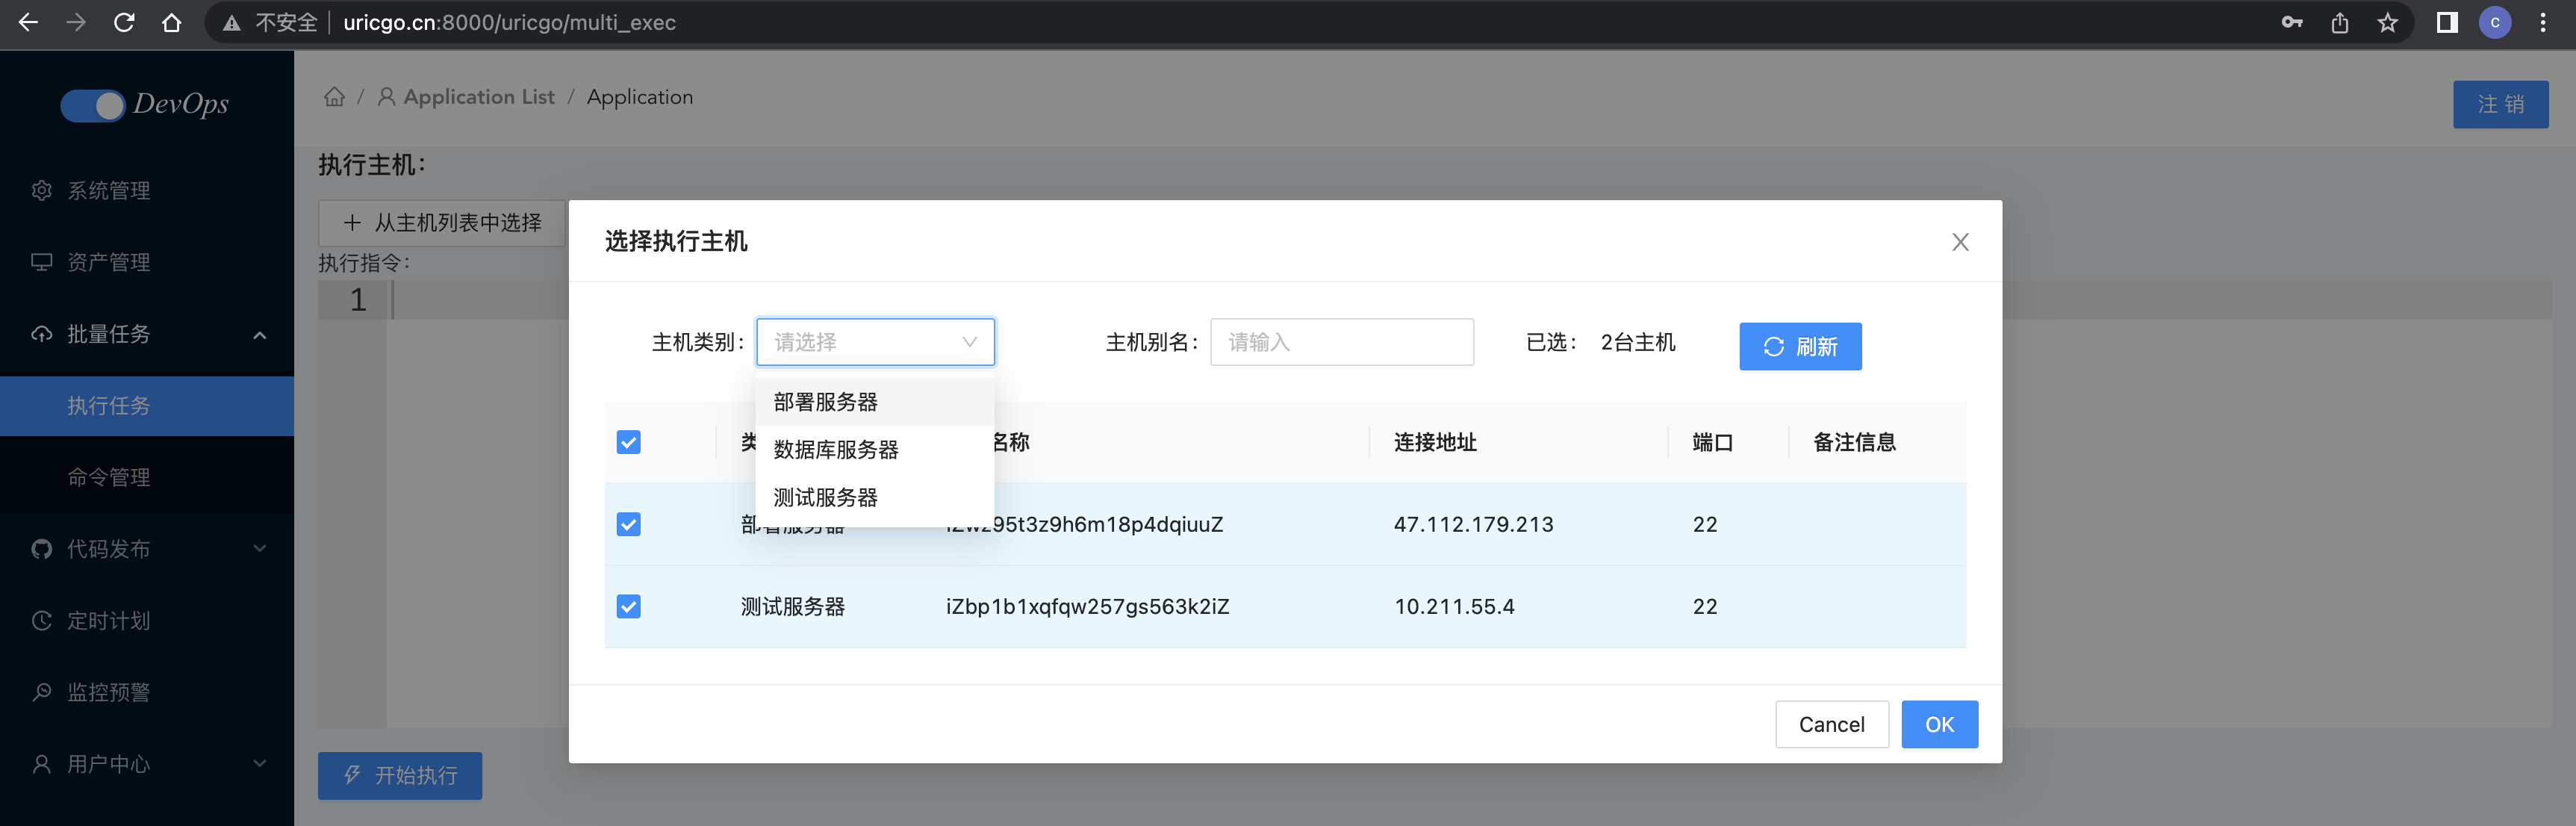 不安全 uricgo.cn:8000/uricgo/multi_exec
c
DevOps
系统管理
资产管理
批量任务
执行任务
命令管理
代码发布
定时计划
监控预警
用户中心
/ Application List / Application
注 销
执行主机：
从主机列表中选择
执行指令：
1
开始执行
选择执行主机
主机类别： 请选择 主机别名： 请输入 已选： 2台主机 刷新
部署服务器
数据库服务器
测试服务器
类 名称 连接地址 端口 备注信息
部署服务器 iZwz95t3z9h6m18p4dqiuuZ 47.112.179.213 22
测试服务器 iZbp1b1xqfqw257gs563k2iZ 10.211.55.4 22
Cancel OK